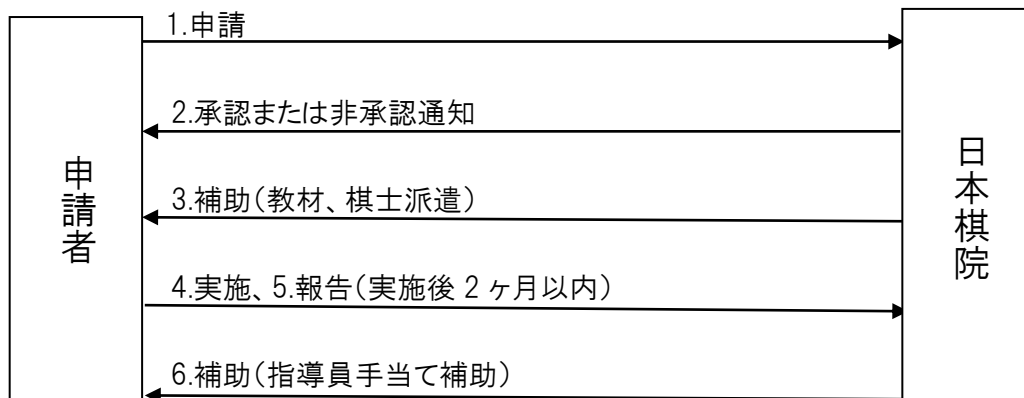 1.申請
2.承認または非承認通知
3.補助(教材、棋士派遣)
4.実施、5.報告(実施後 2 ヶ月以内)
6.補助(指導員手当て補助)
申請者
日本棋院